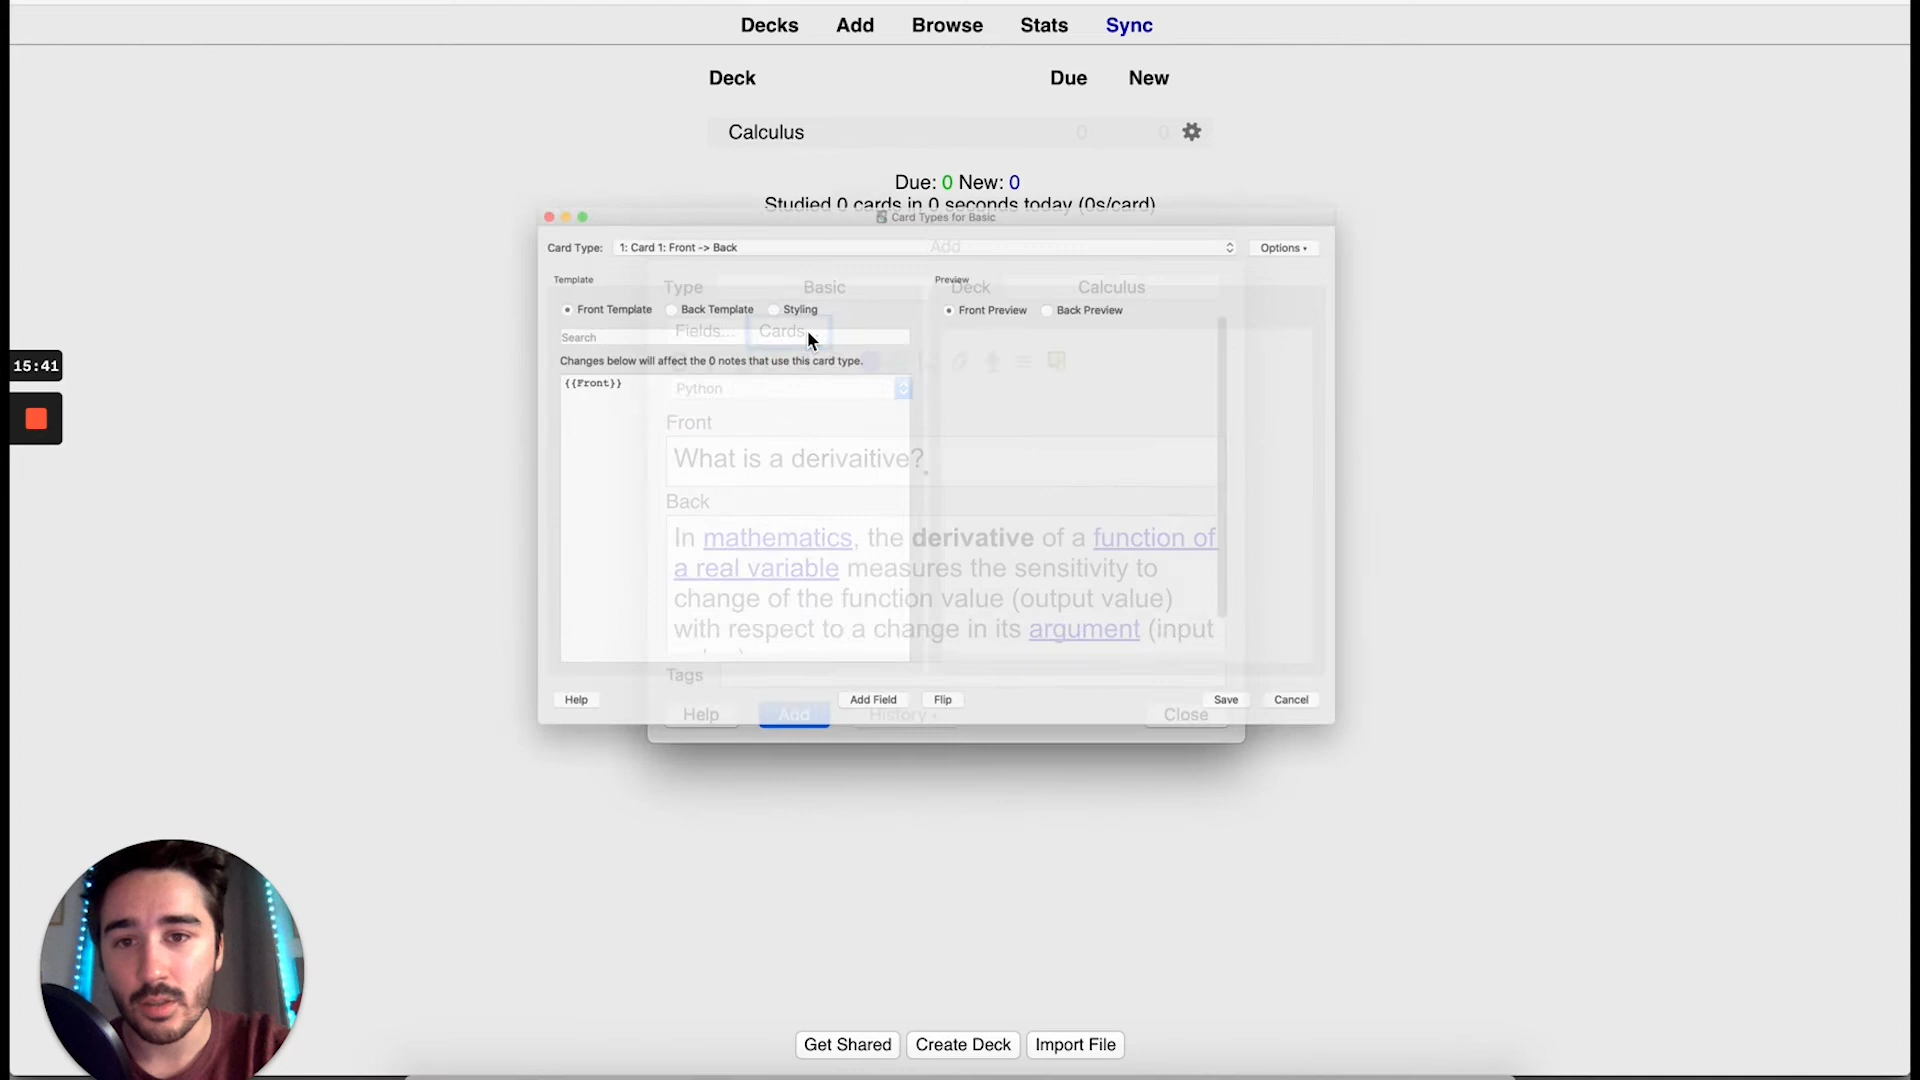 Decks Add Browse Stats Sync
Deck Due New
Calculus 0 0
Due: 0 New: 0
Studied 0 cards in 0 seconds today (0s/card)
Card Types for Basic
Card Type: 1: Card 1: Front -> Back Options
Add
Template Preview
Type Basic Deck Calculus
Front Template Back Template Styling Front Preview Back Preview
Fields... Cards...
Search
Changes below will affect the 0 notes that use this card type.
15:41
{{Front}}
Python
Front
What is a derivaitive?
Back
In mathematics, the derivative of a function of
a real variable measures the sensitivity to
change of the function value (output value)
with respect to a change in its argument (input
Tags
Help Add Field Flip Save Cancel
Help Add History Close
Get Shared Create Deck Import File